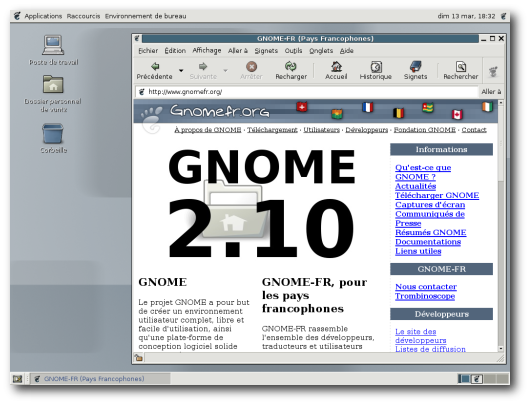 Applications Raccourcis Environnement de bureau
dim 13 mar, 18:32
Poste de travail
Dossier personnel
de vants
Corbeille
GNOME-FR (Pays Francophones)
Fichier Édition Affichage Aller à Signets Outils Onglets Aide
Précédente Suivante Arrêter Recharger Accueil Historique Signets Rechercher
http://www.gnomefr.org/ Aller à
Gnomefr.org
À propos de GNOME · Téléchargement · Utilisateurs · Développeurs · Fondation GNOME · Contact
GNOME
2.10
GNOME
Le projet GNOME a pour but
de créer un environnement
utilisateur complet, libre et
facile d'utilisation, ainsi
qu'une plate-forme de
conception logiciel solide
GNOME-FR, pour
les pays
francophones
GNOME-FR rassemble
l'ensemble des développeurs,
traducteurs et utilisateurs
Informations
Qu'est-ce que
GNOME ?
Actualités
Télécharger GNOME
Captures d'écran
Communiqués de
Presse
Résumés GNOME
Documentations
Liens utiles
GNOME-FR
Nous contacter
Trombinoscope
Développeurs
Le site des
développeurs
Listes de diffusion
GNOME-FR (Pays Francophones)